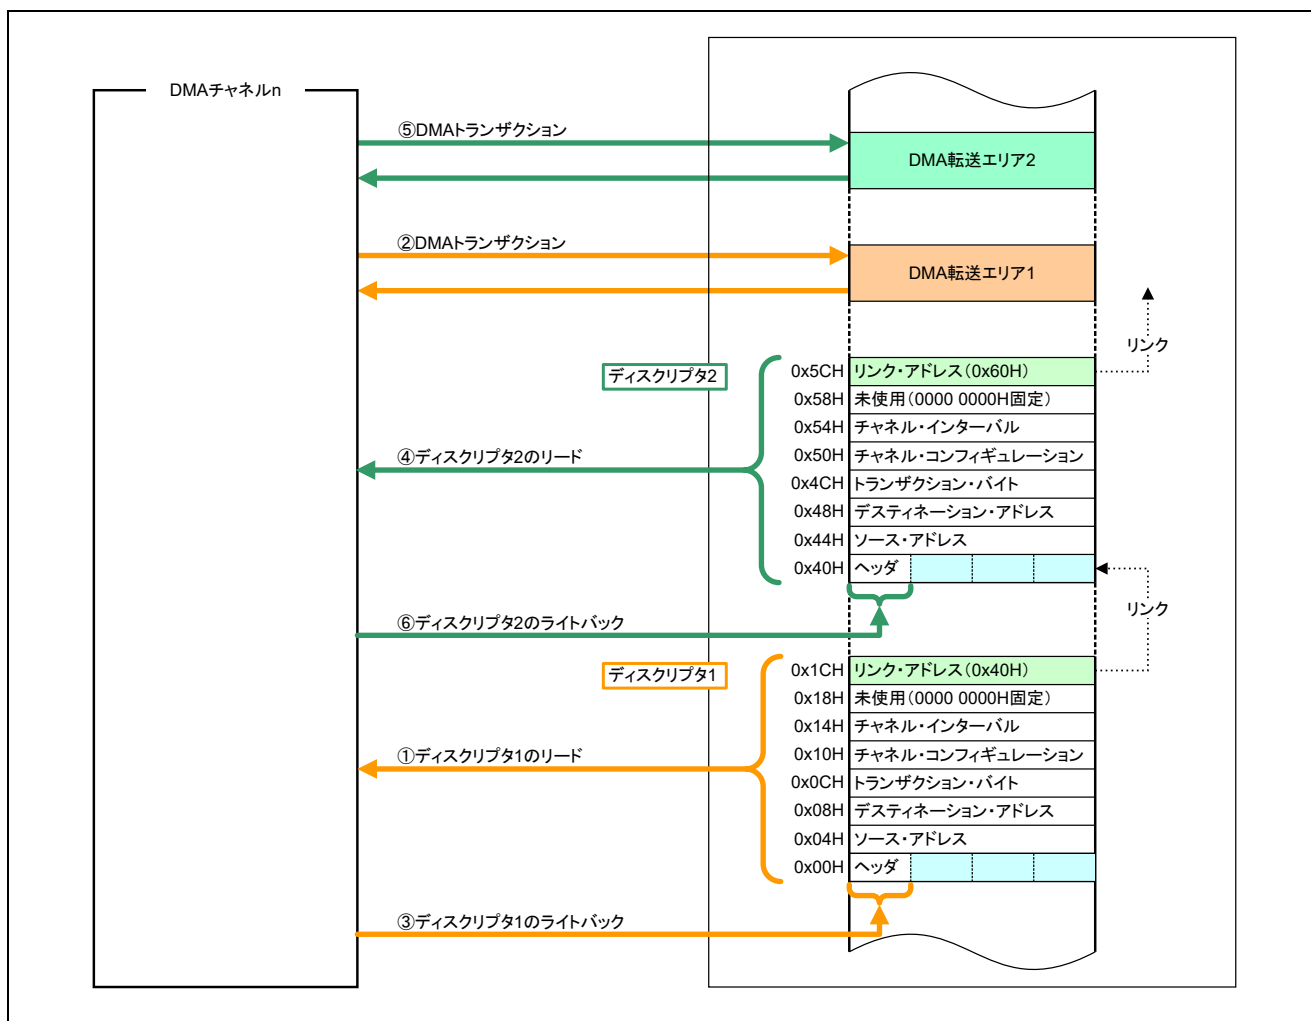 DMAチャネルn
⑤DMAトランザクション
DMA転送エリア2
②DMAトランザクション
DMA転送エリア1
リンク
ディスクリプタ2
0x5CH リンク・アドレス(0x60H)
0x58H 未使用(0000 0000H固定)
0x54H チャネル・インターバル
0x50H チャネル・コンフィギュレーション
0x4CH トランザクション・バイト
0x48H デスティネーション・アドレス
0x44H ソース・アドレス
0x40H ヘッダ
④ディスクリプタ2のリード
リンク
⑥ディスクリプタ2のライトバック
ディスクリプタ1
0x1CH リンク・アドレス(0x40H)
0x18H 未使用(0000 0000H固定)
0x14H チャネル・インターバル
0x10H チャネル・コンフィギュレーション
0x0CH トランザクション・バイト
0x08H デスティネーション・アドレス
0x04H ソース・アドレス
0x00H ヘッダ
①ディスクリプタ1のリード
③ディスクリプタ1のライトバック